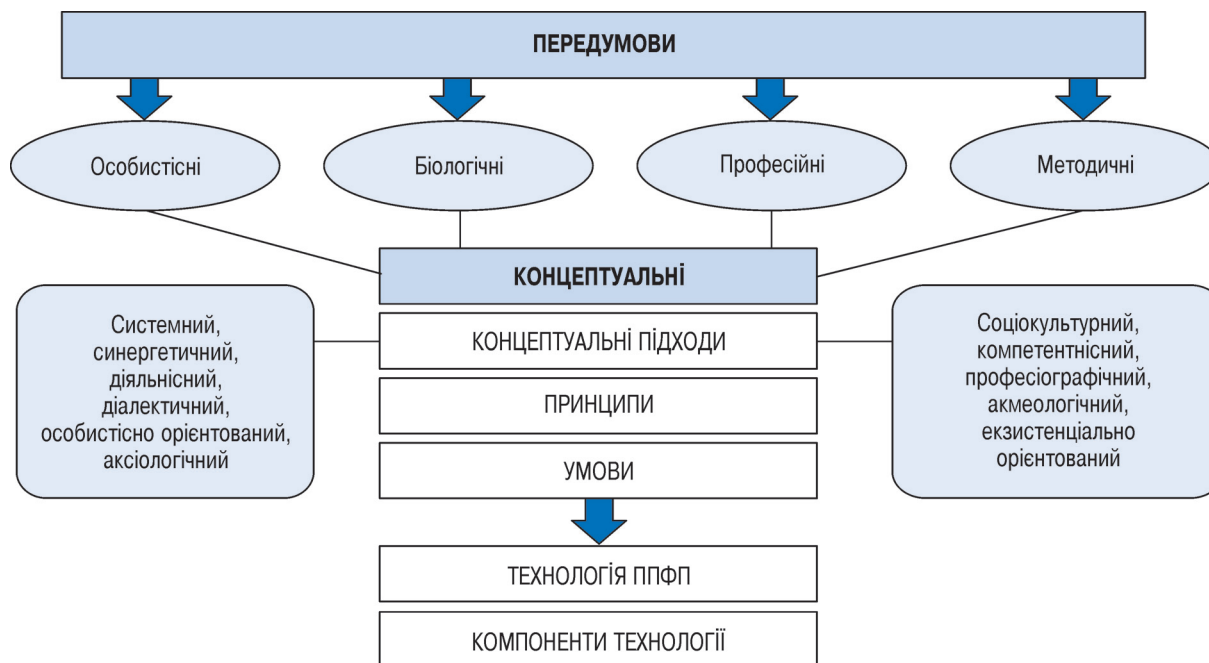 ПЕРЕДУМОВИ
Особистісні
Біологічні
Професійні
Методичні
КОНЦЕПТУАЛЬНІ
Системний,
синергетичний,
діяльнісний,
діалектичний,
особистісно орієнтований,
аксіологічний
КОНЦЕПТУАЛЬНІ ПІДХОДИ
ПРИНЦИПИ
УМОВИ
Соціокультурний,
компетентнісний,
професіографічний,
акмеологічний,
екзистенціально
орієнтований
ТЕХНОЛОГІЯ ППФП
КОМПОНЕНТИ ТЕХНОЛОГІЇ